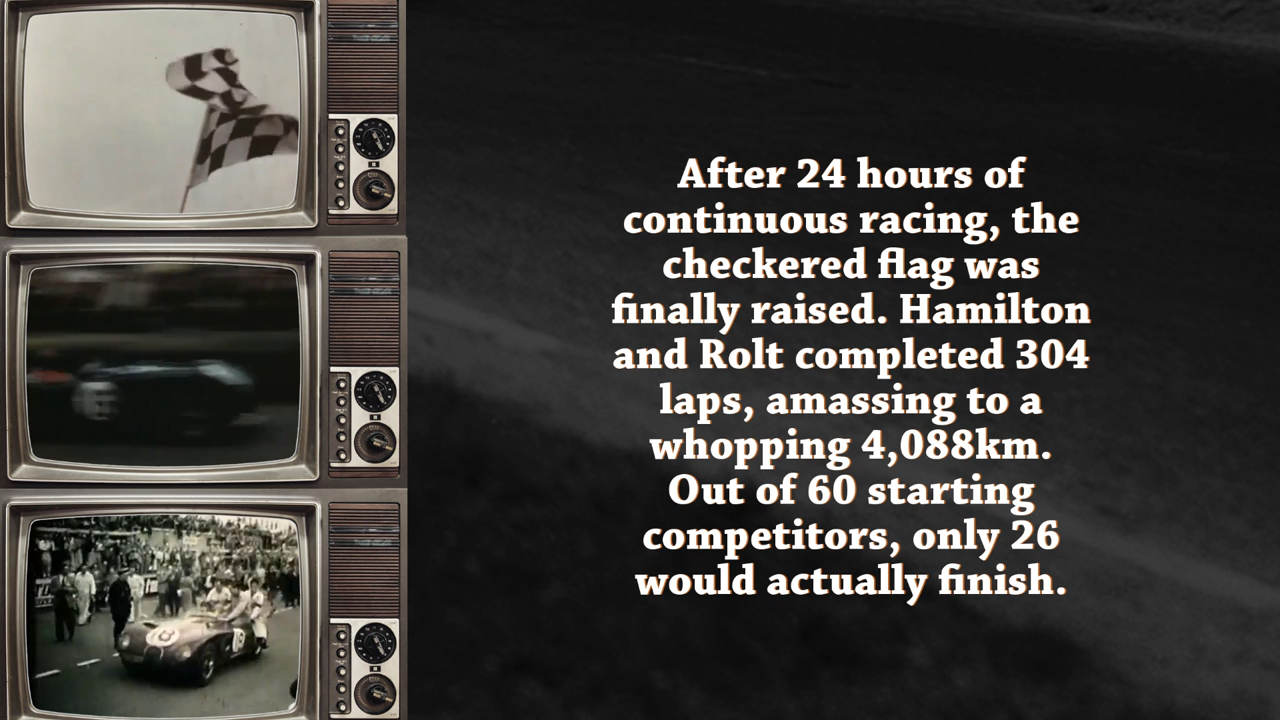 After 24 hours of
continuous racing, the
checkered flag was
finally raised. Hamilton
and Rolt completed 304
laps, amassing to a
whopping 4,088km.
Out of 60 starting
competitors, only 26
would actually finish.
18